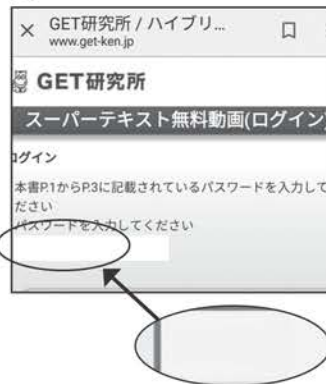 GET研究所 / ハイブリ...
www.get-ken.jp
GET研究所
スーパーテキスト無料動画(ログイン)
ログイン
本書P.1からP.3に記載されているパスワードを入力して
ださい
パスワードを入力してください